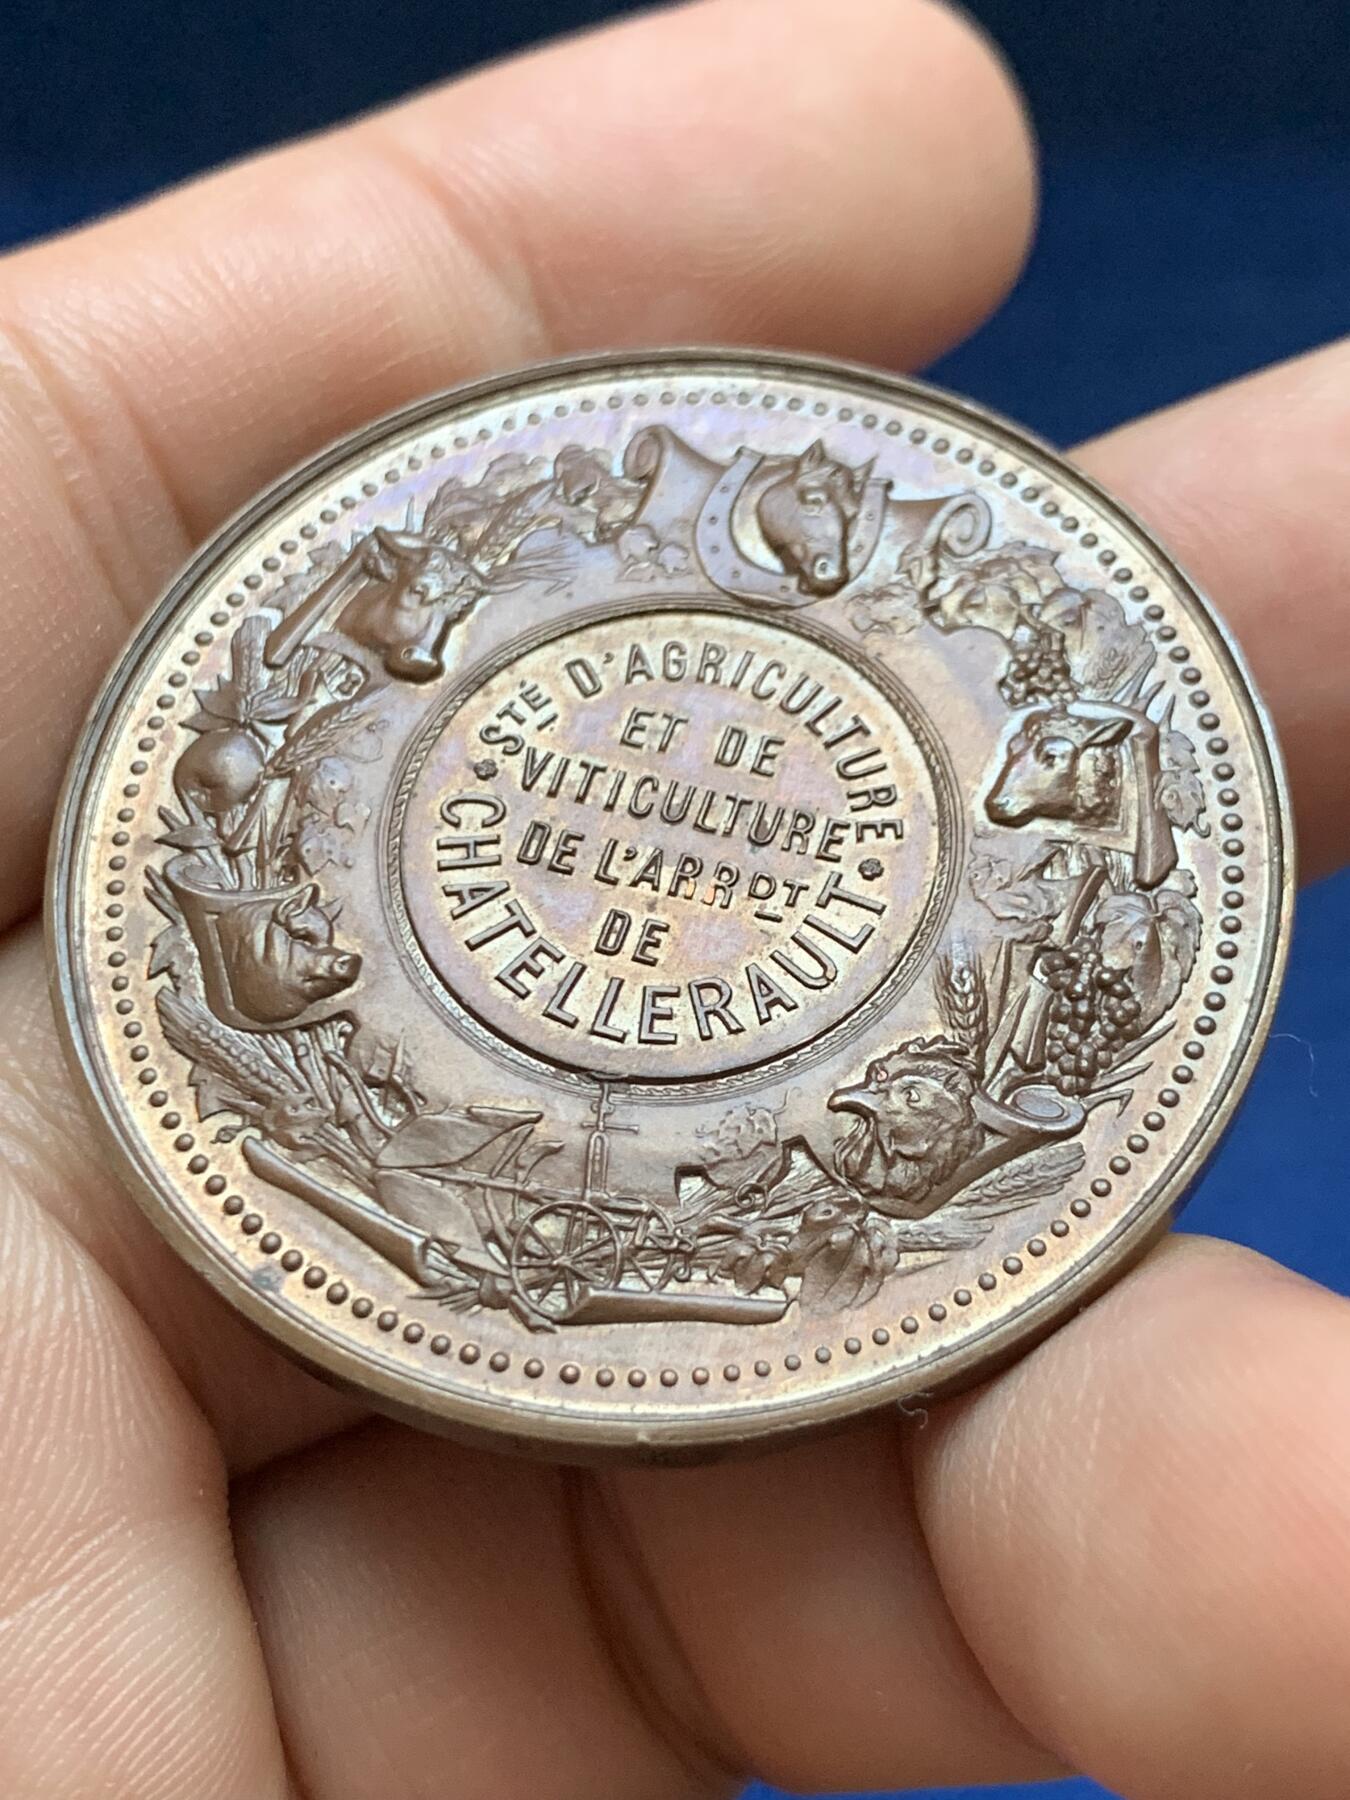 STÉ D'AGRICULTURE
ET DE
VITICULTURE
DE L'ARRDT
DE
CHATELLERAULT